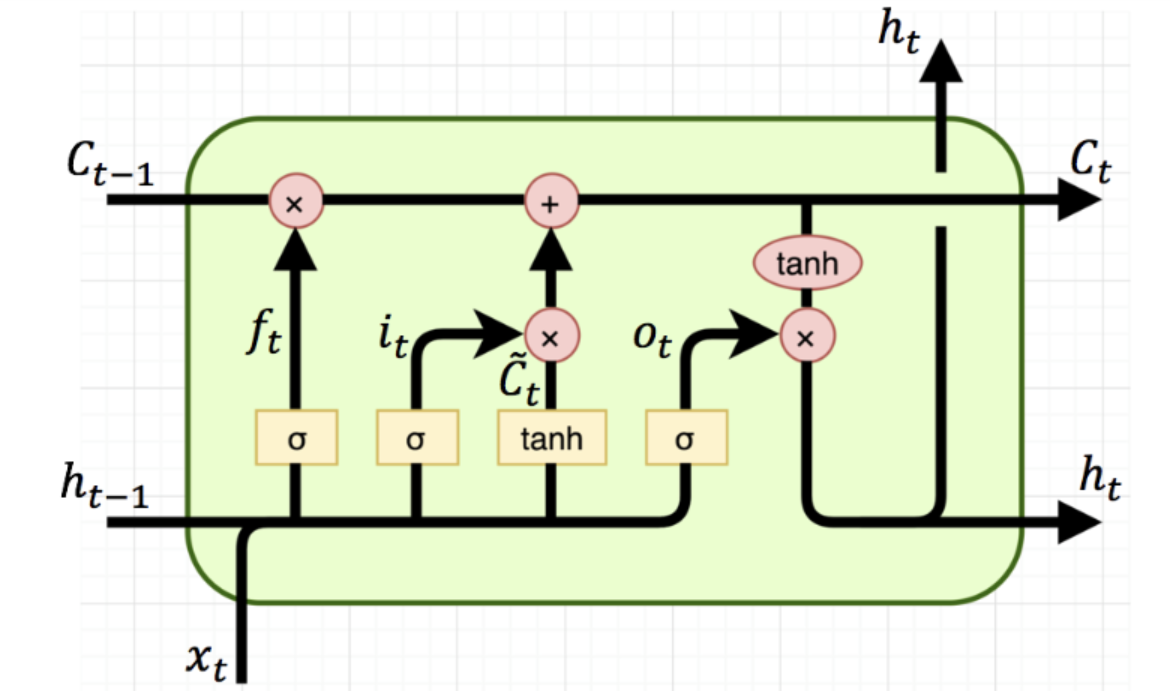 h_t
C_{t-1}
C_t
×
+
tanh
f_t
i_t
×
o_t
×
C̃_t
σ
σ
tanh
σ
h_{t-1}
h_t
x_t